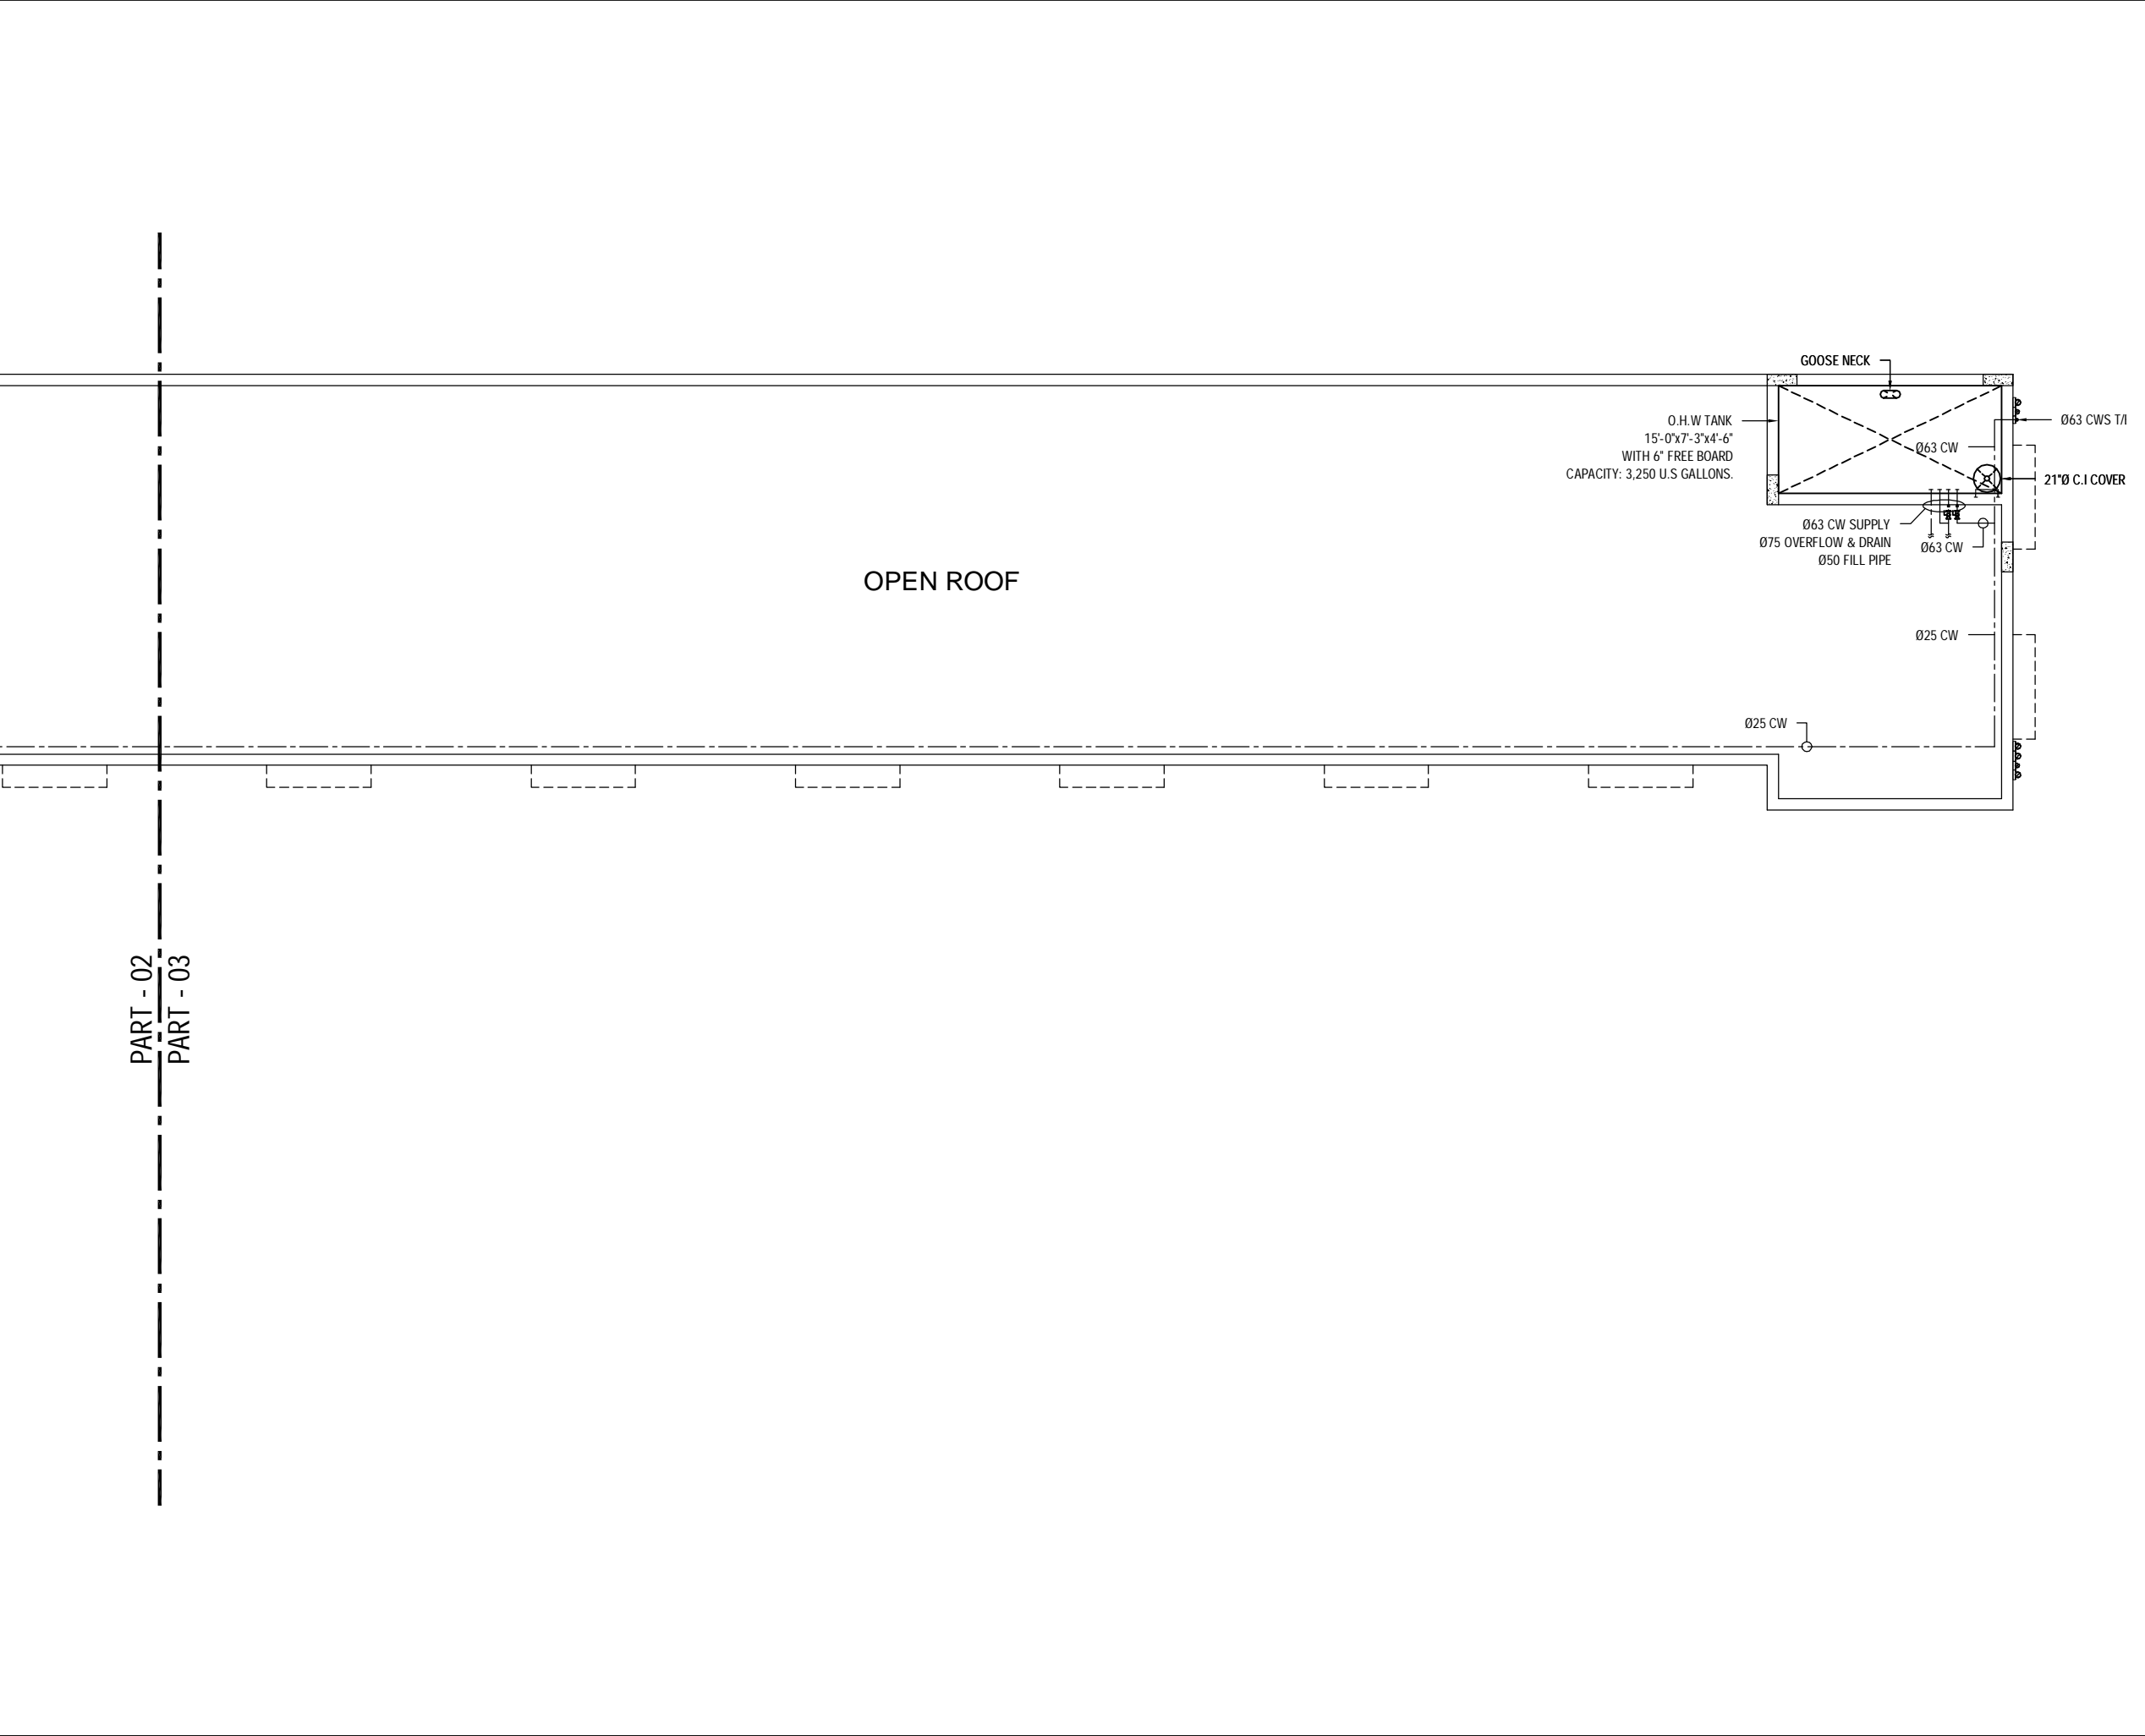 GOOSE NECK
O.H.W TANK
15'-0"x7'-3"x4'-6"
WITH 6" FREE BOARD
CAPACITY: 3,250 U.S GALLONS.
Ø63 CWS T/I
Ø63 CW
21"Ø C.I COVER
Ø63 CW SUPPLY
Ø75 OVERFLOW & DRAIN
Ø50 FILL PIPE
Ø63 CW
OPEN ROOF
Ø25 CW
Ø25 CW
PART - 02
PART - 03